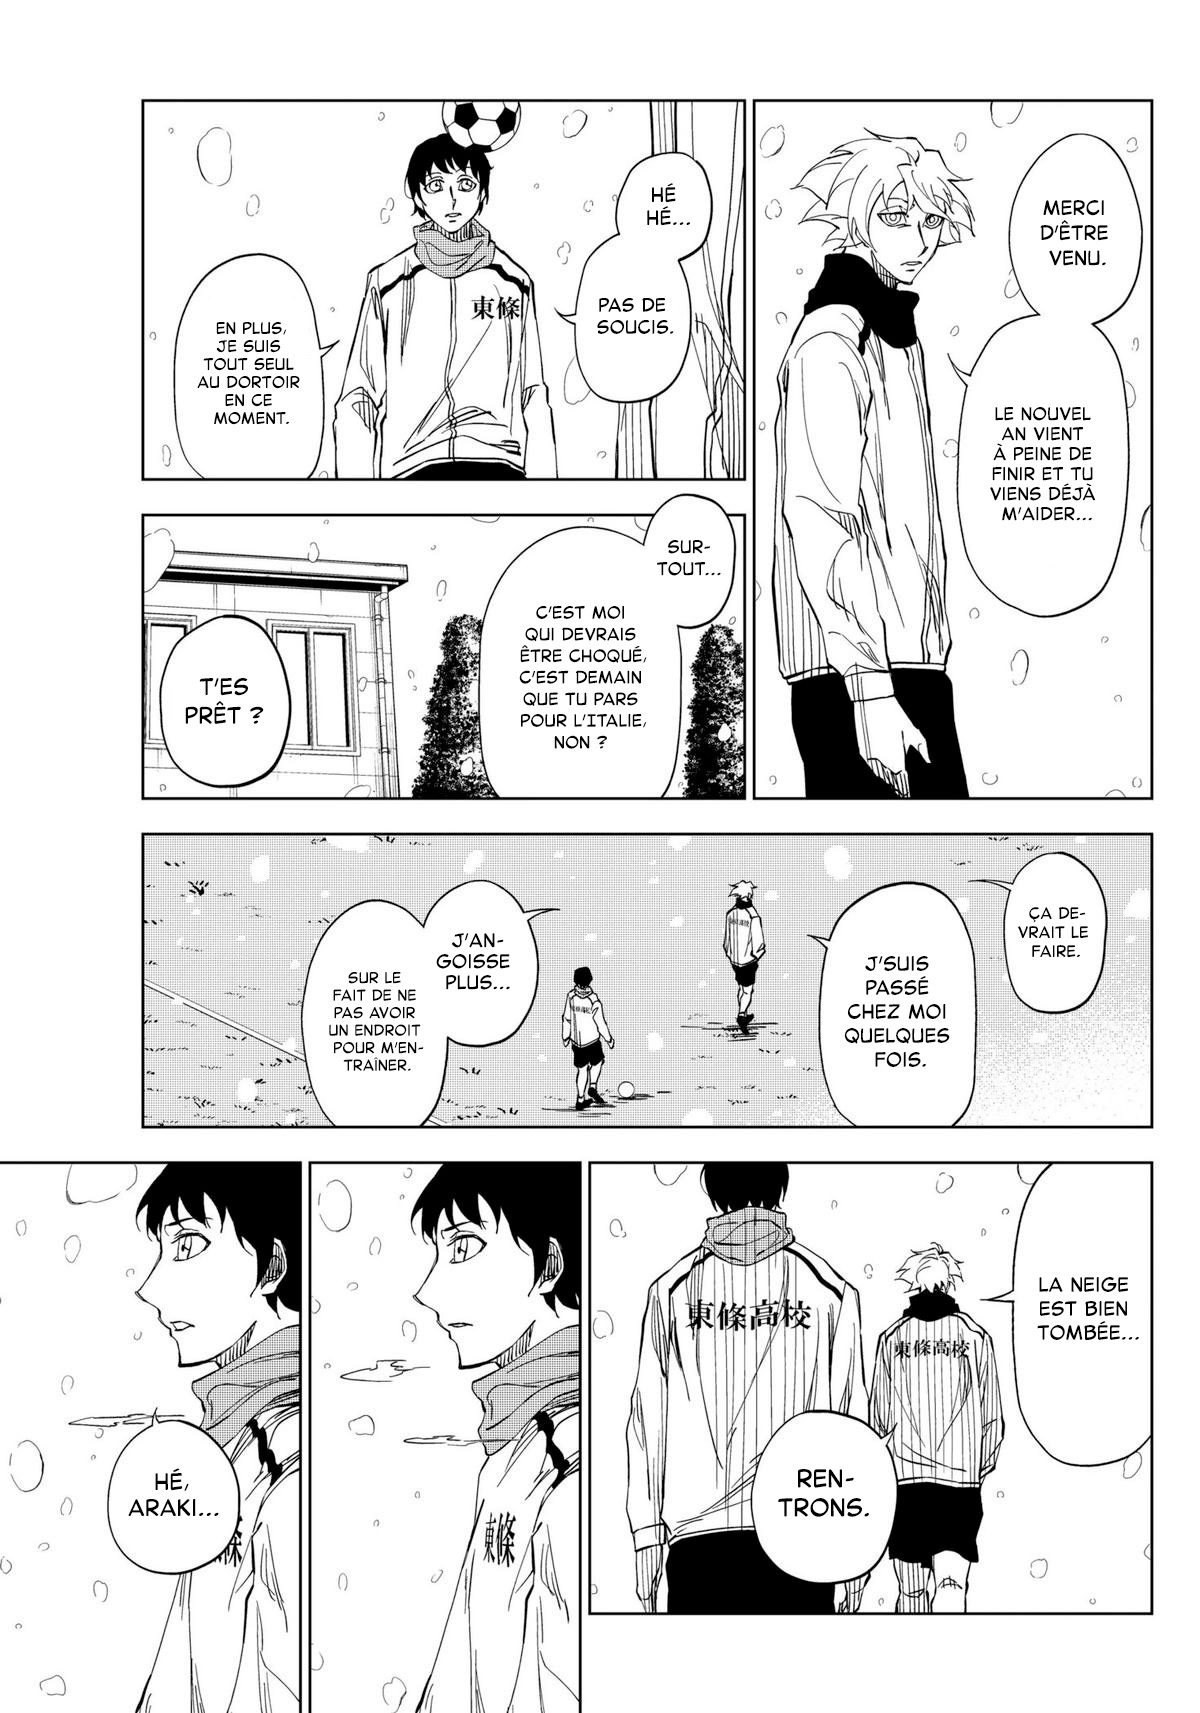 MERCI
D'ÊTRE
VENU.
LE NOUVEL
AN VIENT
À PEINE DE
FINIR ET TU
VIENS DÉJÀ
M'AIDER...
HÉ
HÉ...
PAS DE
SOUCIS.
東條
EN PLUS,
JE SUIS
TOUT SEUL
AU DORTOIR
EN CE
MOMENT.
SUR-
TOUT...
C'EST MOI
QUI DEVRAIS
ÊTRE CHOQUÉ,
C'EST DEMAIN
QUE TU PARS
POUR L'ITALIE,
NON ?
T'ES
PRÊT ?
ÇA DE-
VRAIT LE
FAIRE.
J'SUIS
PASSÉ
CHEZ MOI
QUELQUES
FOIS.
J'AN-
GOISSE
PLUS...
SUR LE
FAIT DE NE
PAS AVOIR
UN ENDROIT
POUR M'EN-
TRAÎNER.
LA NEIGE
EST BIEN
TOMBÉE...
東條高校
東條高校
REN-
TRONS.
東條
HÉ,
ARAKI...
條